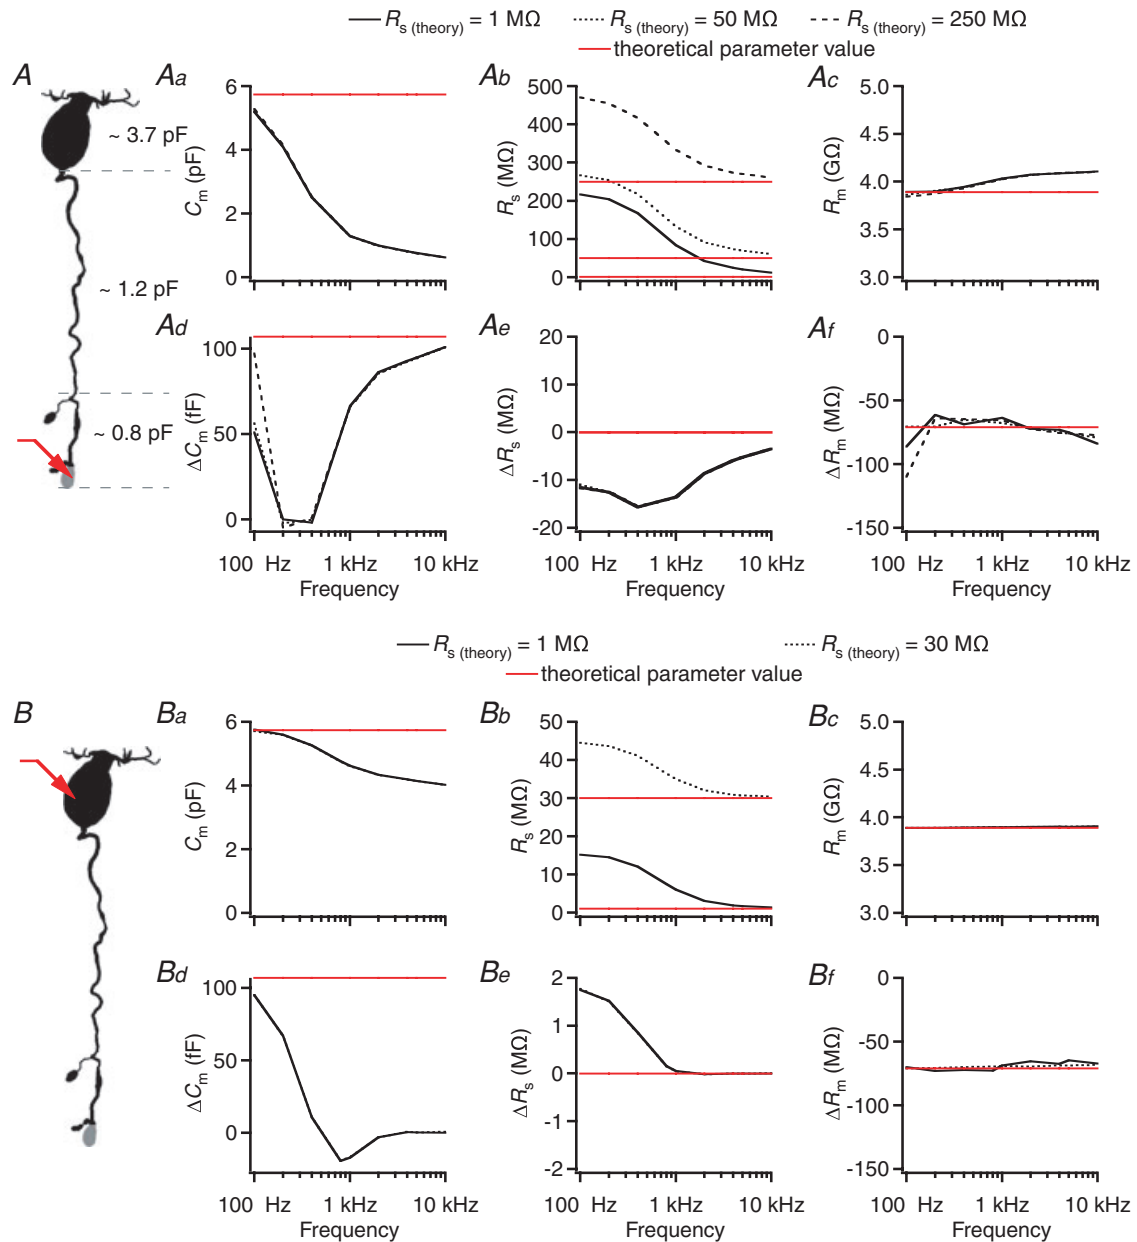 R s (theory) = 1 MΩ R s (theory) = 50 MΩ R s (theory) = 250 MΩ
theoretical parameter value
A Aa Ab Ac
~ 3.7 pF
~ 1.2 pF
~ 0.8 pF
6
4
2
0
Cm (pF)
500
400
300
200
100
0
Rs (MΩ)
5.0
4.5
4.0
3.5
3.0
Rm (GΩ)
Ad Ae Af
100
50
0
ΔCm (fF)
100 Hz 1 kHz 10 kHz
Frequency
20
10
0
-10
-20
ΔRs (MΩ)
100 Hz 1 kHz 10 kHz
Frequency
0
-50
-100
-150
ΔRm (MΩ)
100 Hz 1 kHz 10 kHz
Frequency
R s (theory) = 1 MΩ R s (theory) = 30 MΩ
theoretical parameter value
B Ba Bb Bc
6
4
2
0
Cm (pF)
50
40
30
20
10
0
Rs (MΩ)
5.0
4.5
4.0
3.5
3.0
Rm (GΩ)
Bd Be Bf
100
50
0
ΔCm (fF)
100 Hz 1 kHz 10 kHz
Frequency
2
1
0
-1
-2
ΔRs (MΩ)
100 Hz 1 kHz 10 kHz
Frequency
0
-50
-100
-150
ΔRm (MΩ)
100 Hz 1 kHz 10 kHz
Frequency